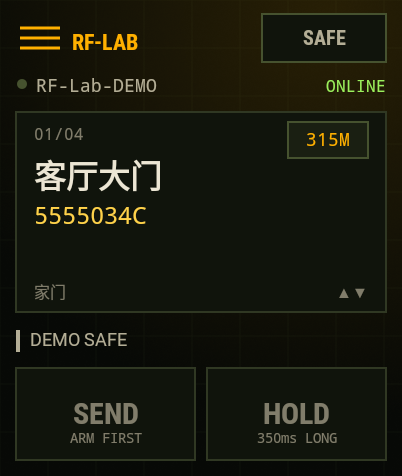 RF-LAB
SAFE
RF-Lab-DEMO
ONLINE
01/04
315M
客厅大门
5555034C
家门
▲▼
DEMO SAFE
SEND
ARM FIRST
HOLD
350ms LONG